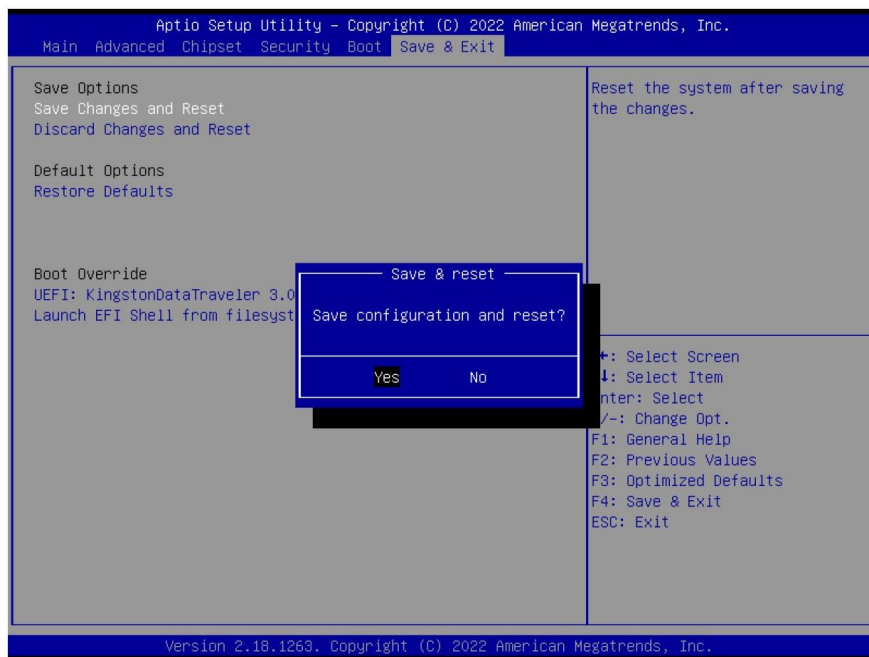 Aptio Setup Utility – Copyright (C) 2022 American Megatrends, Inc.
Main Advanced Chipset Security Boot Save & Exit
Save Options
Save Changes and Reset
Discard Changes and Reset
Default Options
Restore Defaults
Boot Override
UEFI: KingstonDataTraveler 3.0
Launch EFI Shell from filesyst
Save & reset
Save configuration and reset?
Yes No
Reset the system after saving
the changes.
: Select Screen
↓: Select Item
nter: Select
/-: Change Opt.
F1: General Help
F2: Previous Values
F3: Optimized Defaults
F4: Save & Exit
ESC: Exit
Version 2.18.1263. Copyright (C) 2022 American Megatrends, Inc.